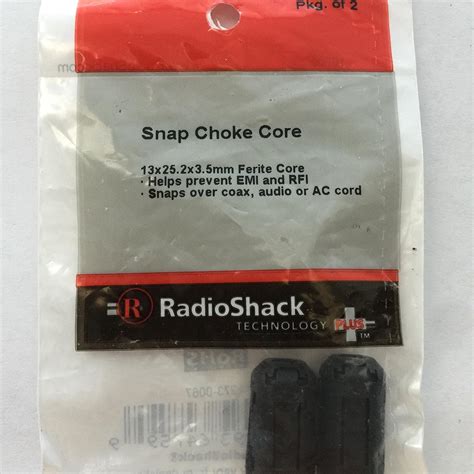 Pkg. of 2
Snap Choke Core
13x25.2x3.5mm Ferite Core
· Helps prevent EMI and RFI
· Snaps over coax, audio or AC cord
R RadioShack
TECHNOLOGY PLUS
TM